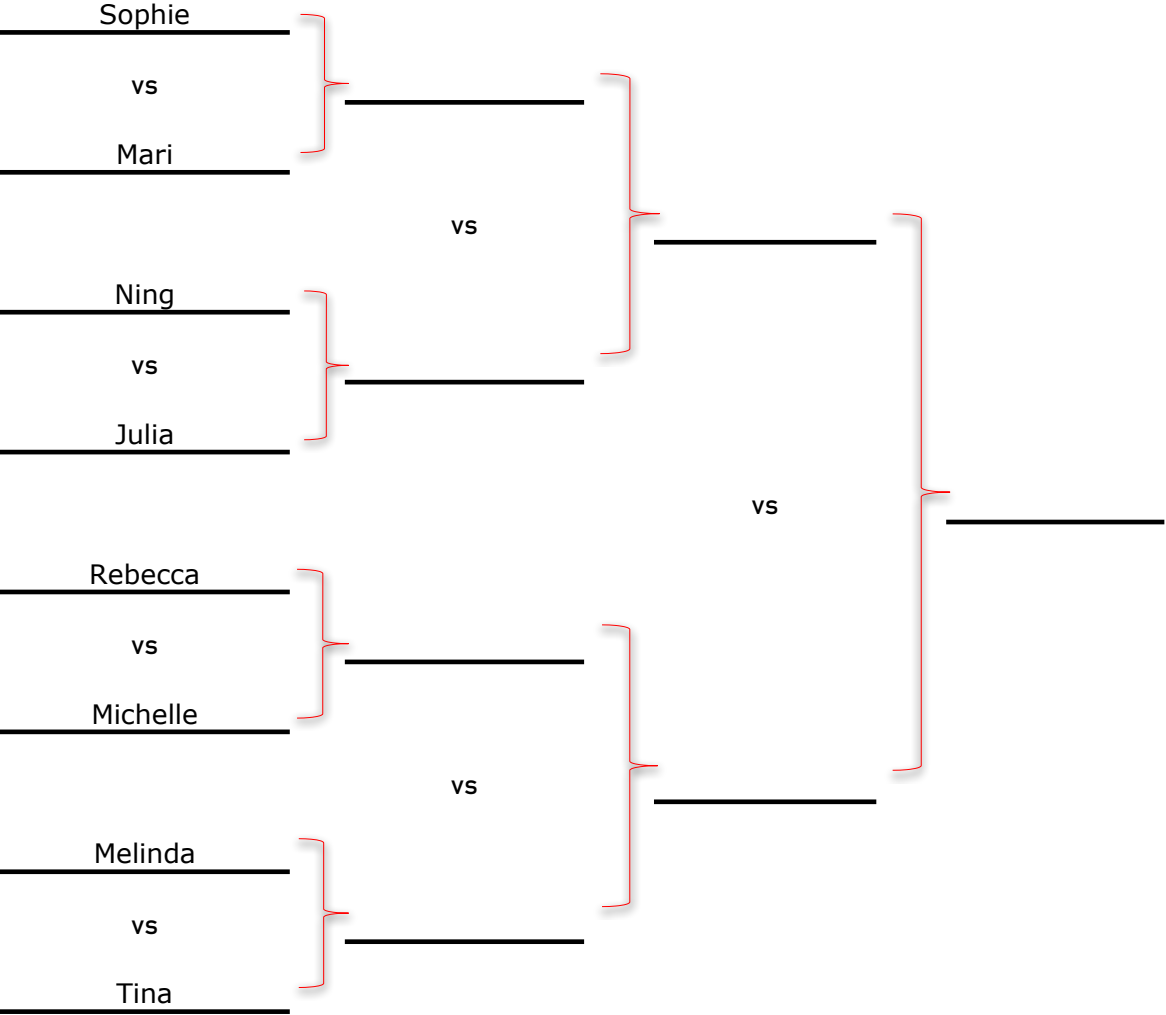 Sophie
vs
Mari
vs
Ning
vs
Julia
vs
Rebecca
vs
Michelle
vs
Melinda
vs
Tina